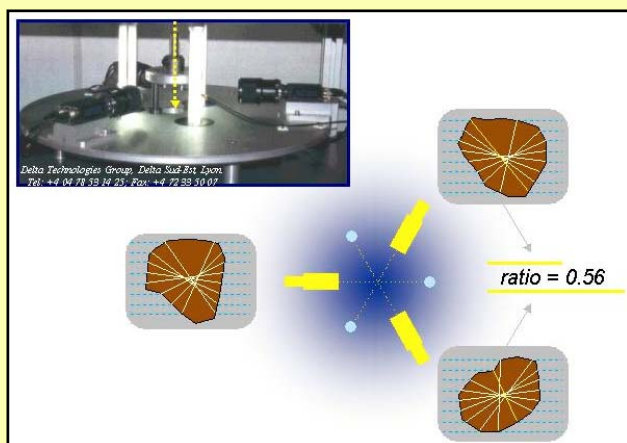 Delta Technologies Group, Delta Sud-Est, Lyon
Tel: +4 04 78 53 14 25; Fax: +4 72 33 50 07
ratio = 0.56